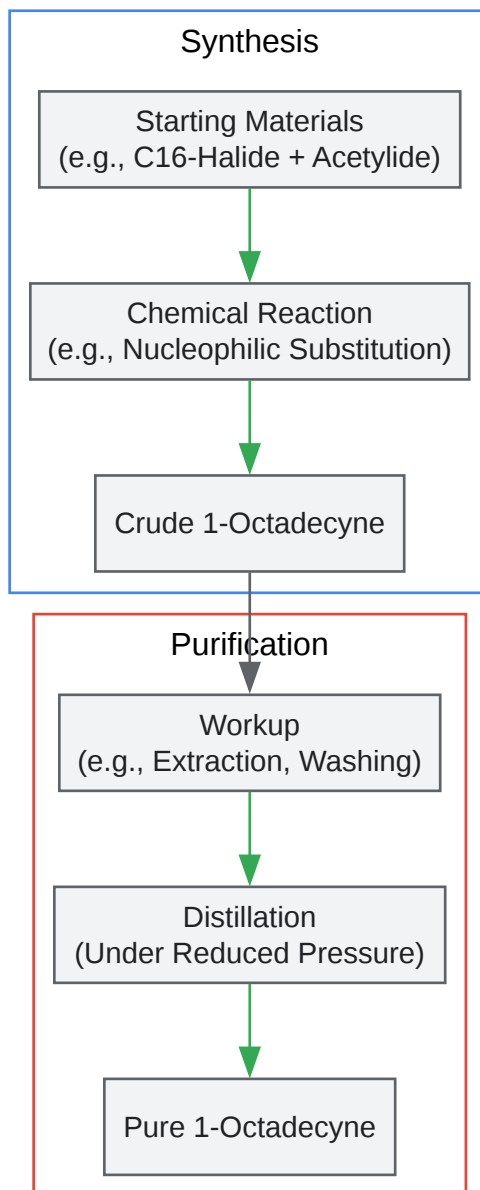 Synthesis
Starting Materials
(e.g., C16-Halide + Acetylide)
Chemical Reaction
(e.g., Nucleophilic Substitution)
Crude 1-Octadecyne
Purification
Workup
(e.g., Extraction, Washing)
Distillation
(Under Reduced Pressure)
Pure 1-Octadecyne